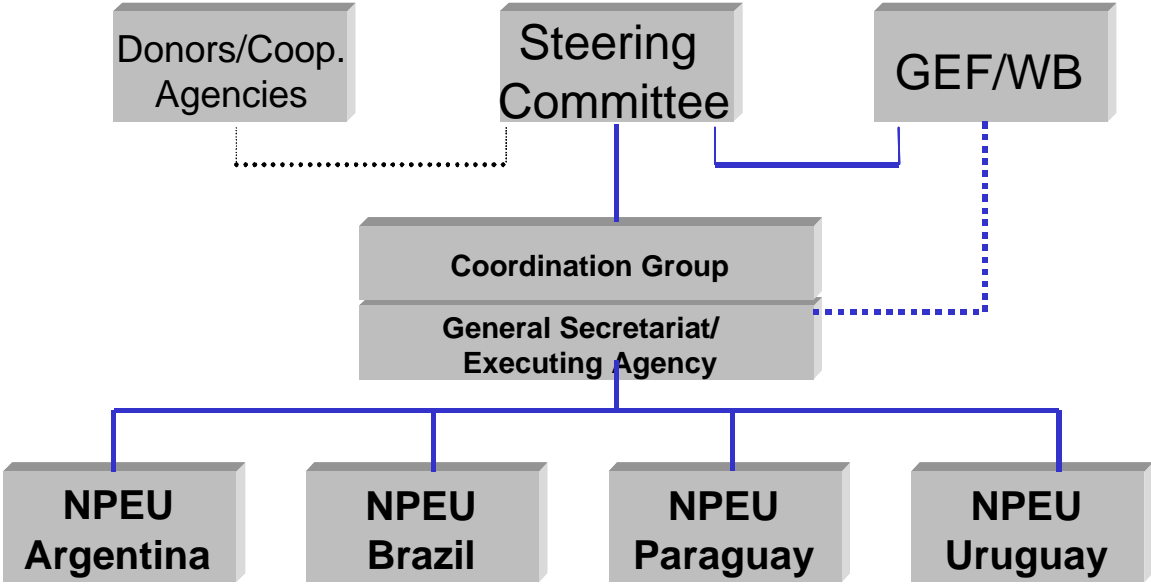 Donors/Coop.
Agencies
Steering
Committee
GEF/WB
Coordination Group
General Secretariat/
Executing Agency
NPEU
Argentina
NPEU
Brazil
NPEU
Paraguay
NPEU
Uruguay